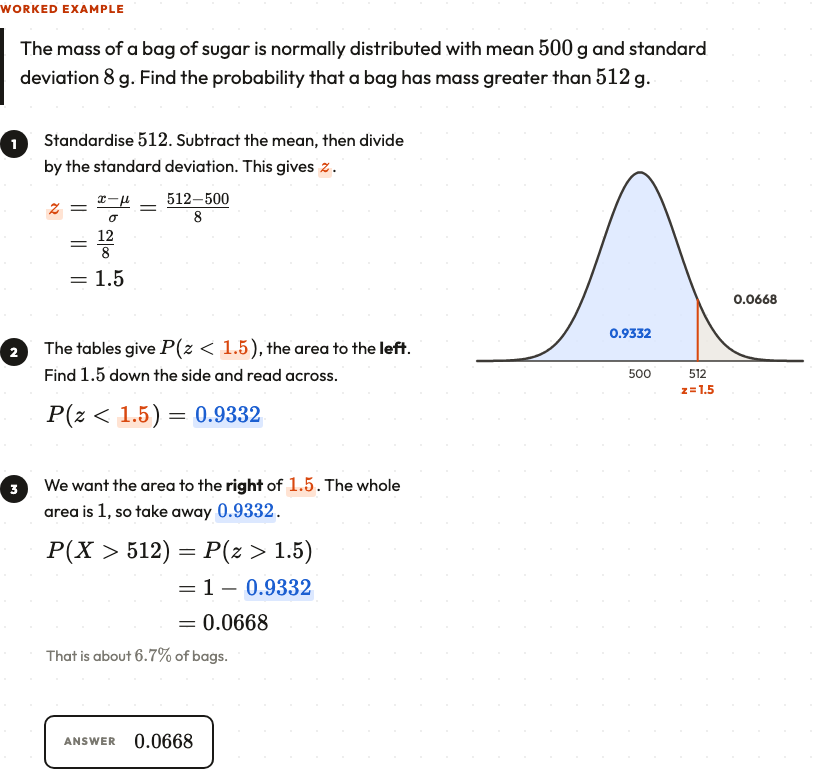 WORKED EXAMPLE
The mass of a bag of sugar is normally distributed with mean 500 g and standard
deviation 8 g. Find the probability that a bag has mass greater than 512 g.
1
Standardise 512. Subtract the mean, then divide
by the standard deviation. This gives z.
z = (x−μ)/σ = (512−500)/8
= 12/8
= 1.5
2
The tables give P(z < 1.5), the area to the left.
Find 1.5 down the side and read across.
P(z < 1.5) = 0.9332
3
We want the area to the right of 1.5. The whole
area is 1, so take away 0.9332.
P(X > 512) = P(z > 1.5)
= 1 − 0.9332
= 0.0668
That is about 6.7% of bags.
ANSWER 0.0668
0.0668
0.9332
500 512
z = 1.5